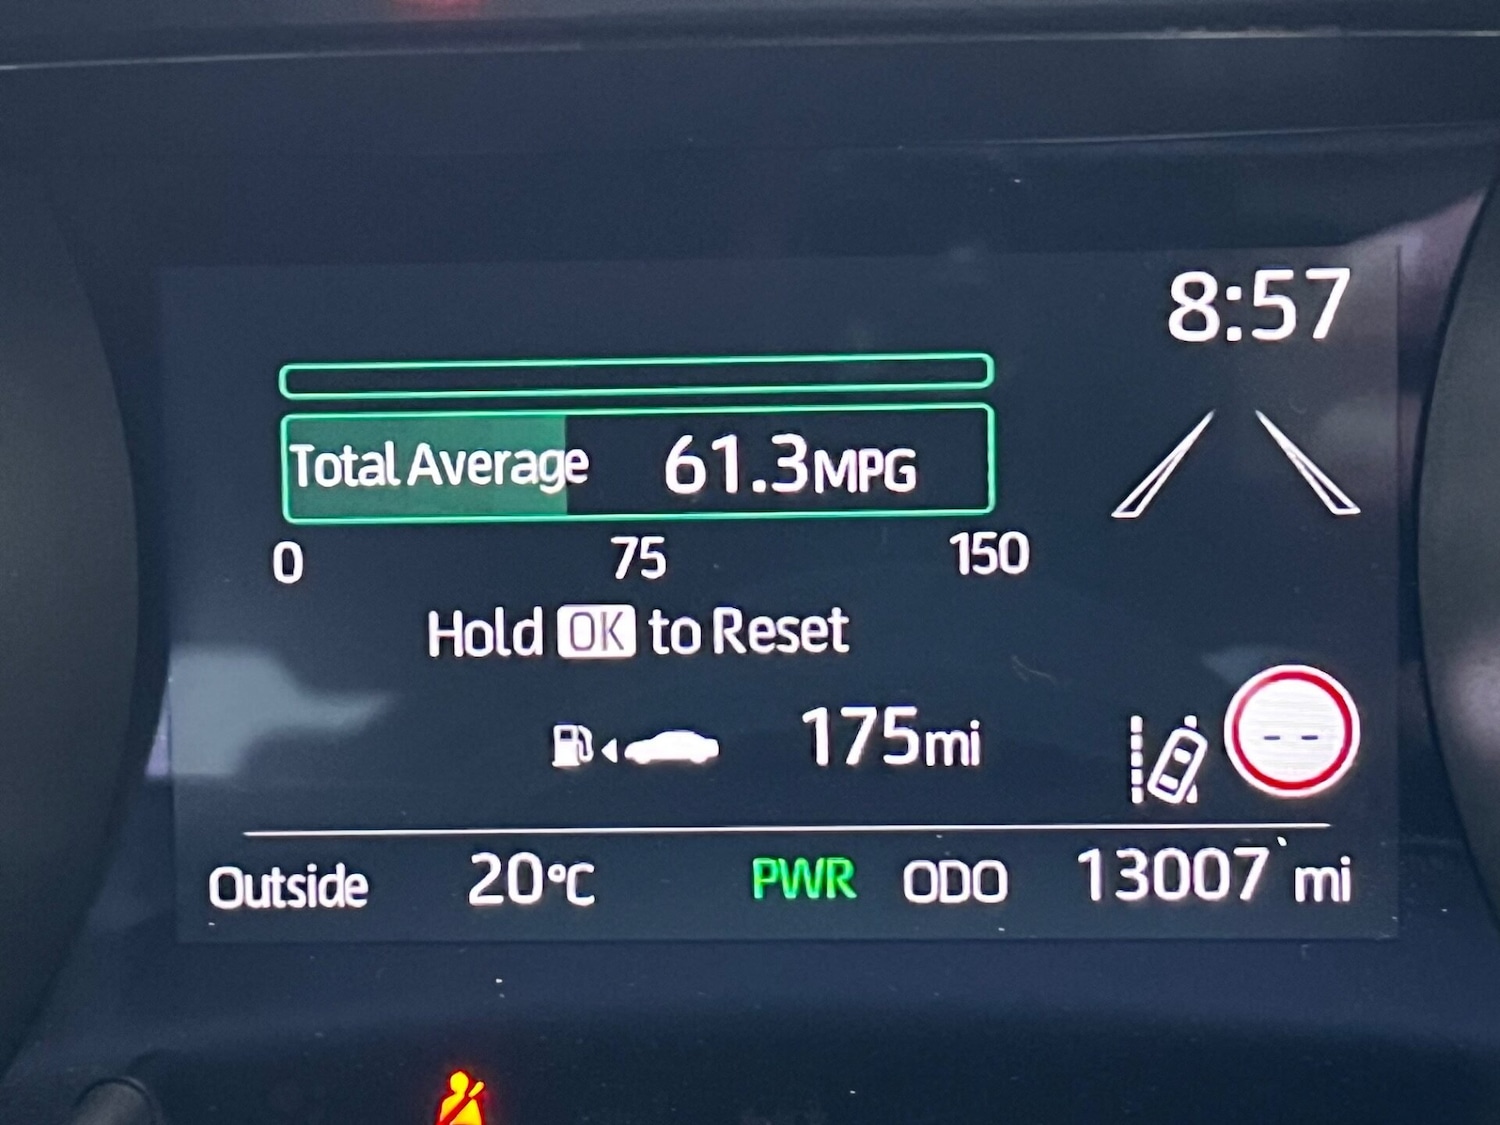 8:57
Total Average 61.3MPG
0 75 150
Hold OK to Reset
175mi
--
Outside 20°C PWR ODO 13007 mi